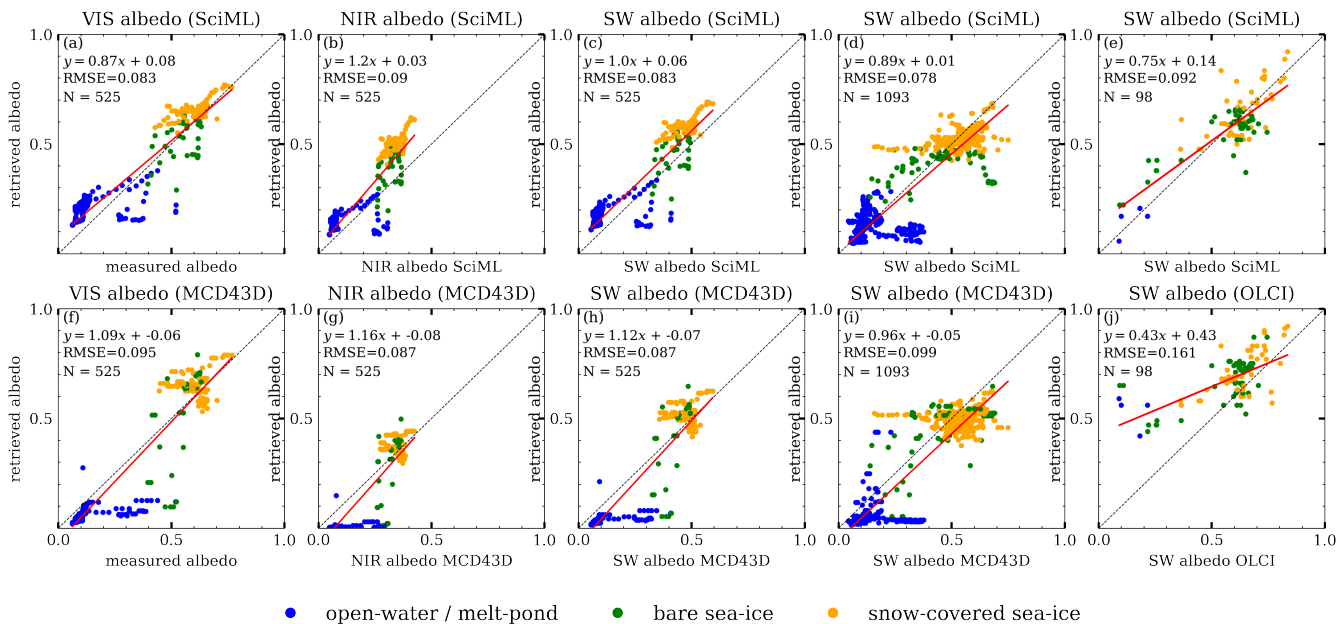 VIS albedo (SciML)
(a)
y = 0.87x + 0.08
RMSE=0.083
N = 525
retrieved albedo
1.0
0.5
measured albedo
NIR albedo (SciML)
(b)
y = 1.2x + 0.03
RMSE=0.09
N = 525
retrieved albedo
1.0
0.5
NIR albedo SciML
SW albedo (SciML)
(c)
y = 1.0x + 0.06
RMSE=0.083
N = 525
retrieved albedo
1.0
0.5
SW albedo SciML
SW albedo (SciML)
(d)
y = 0.89x + 0.01
RMSE=0.078
N = 1093
retrieved albedo
1.0
0.5
SW albedo SciML
SW albedo (SciML)
(e)
y = 0.75x + 0.14
RMSE=0.092
N = 98
retrieved albedo
1.0
0.5
SW albedo SciML
VIS albedo (MCD43D)
(f)
y = 1.09x + -0.06
RMSE=0.095
N = 525
retrieved albedo
1.0
0.5
0.0
0.0 0.5 1.0
measured albedo
NIR albedo (MCD43D)
(g)
y = 1.16x + -0.08
RMSE=0.087
N = 525
retrieved albedo
1.0
0.5
0.0
0.0 0.5 1.0
NIR albedo MCD43D
SW albedo (MCD43D)
(h)
y = 1.12x + -0.07
RMSE=0.087
N = 525
retrieved albedo
1.0
0.5
0.0
0.0 0.5 1.0
SW albedo MCD43D
SW albedo (MCD43D)
(i)
y = 0.96x + -0.05
RMSE=0.099
N = 1093
retrieved albedo
1.0
0.5
0.0
0.0 0.5 1.0
SW albedo MCD43D
SW albedo (OLCI)
(j)
y = 0.43x + 0.43
RMSE=0.161
N = 98
retrieved albedo
1.0
0.5
0.0
0.0 0.5 1.0
SW albedo OLCI
open-water / melt-pond
bare sea-ice
snow-covered sea-ice